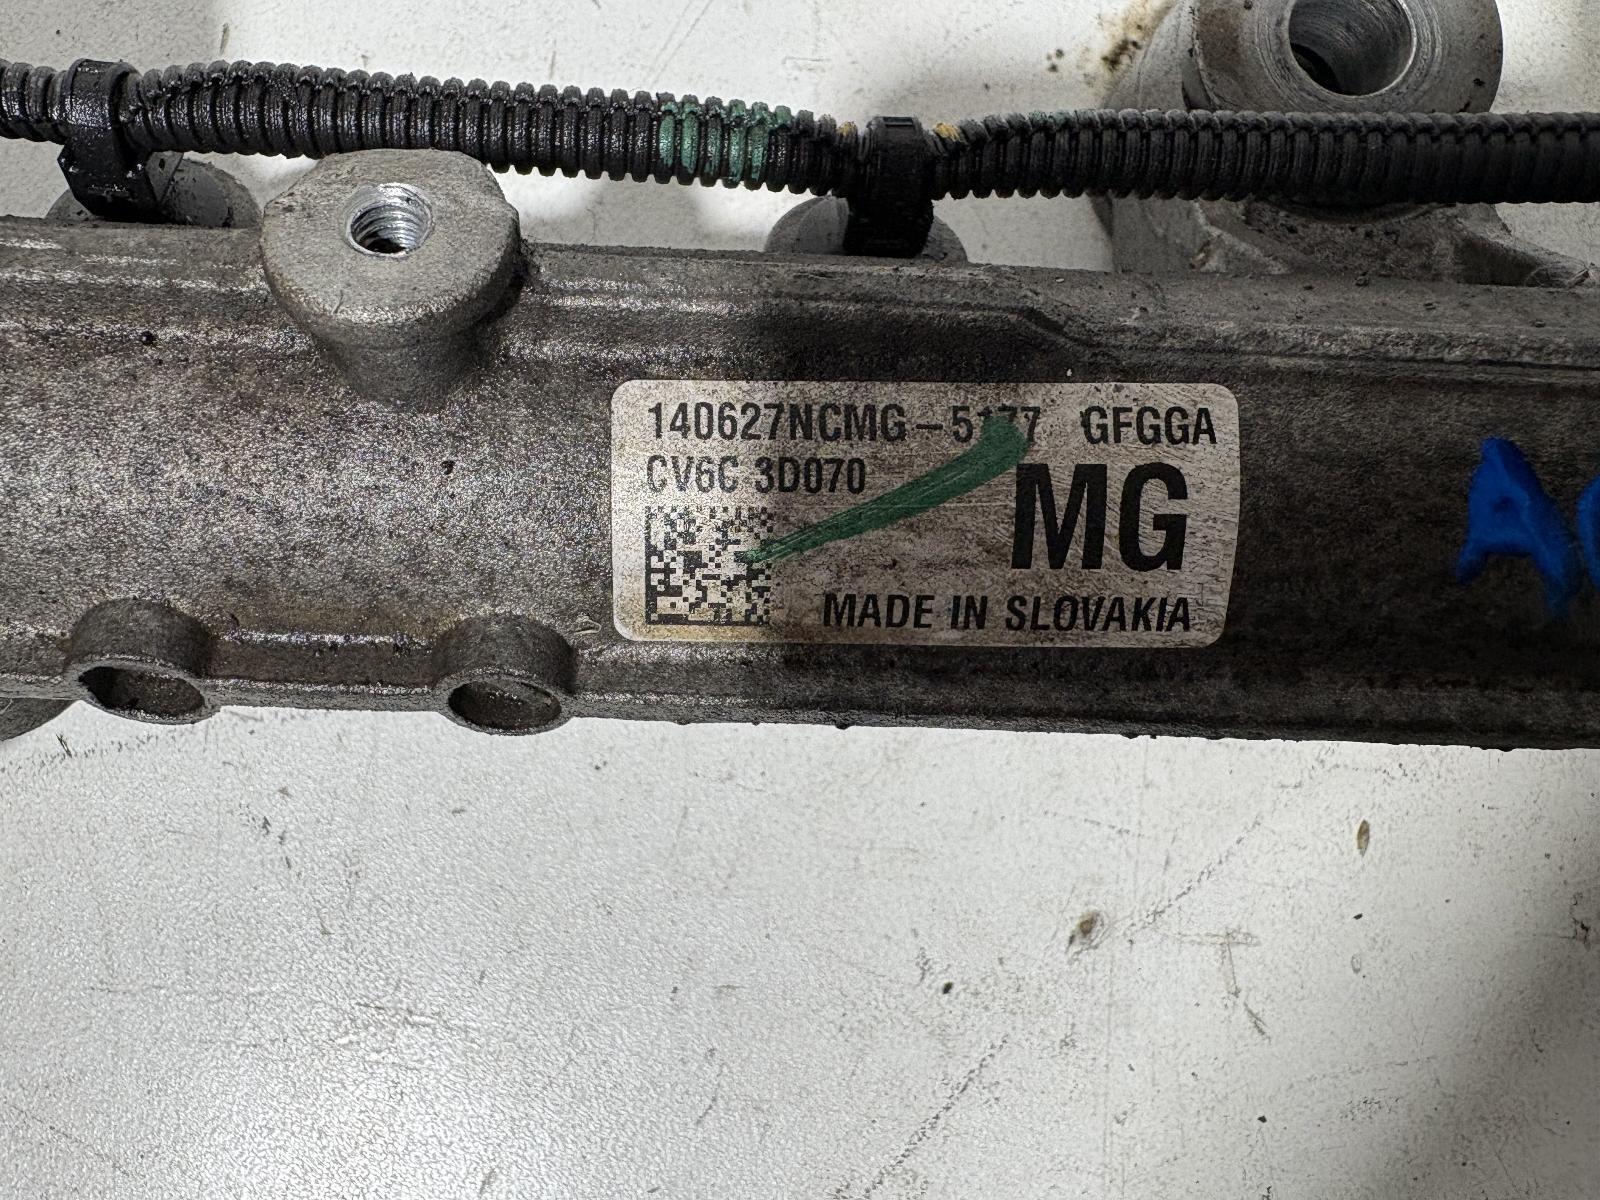 140627NCMG-5177 GFGGA
CV6C 3D070
MG
MADE IN SLOVAKIA